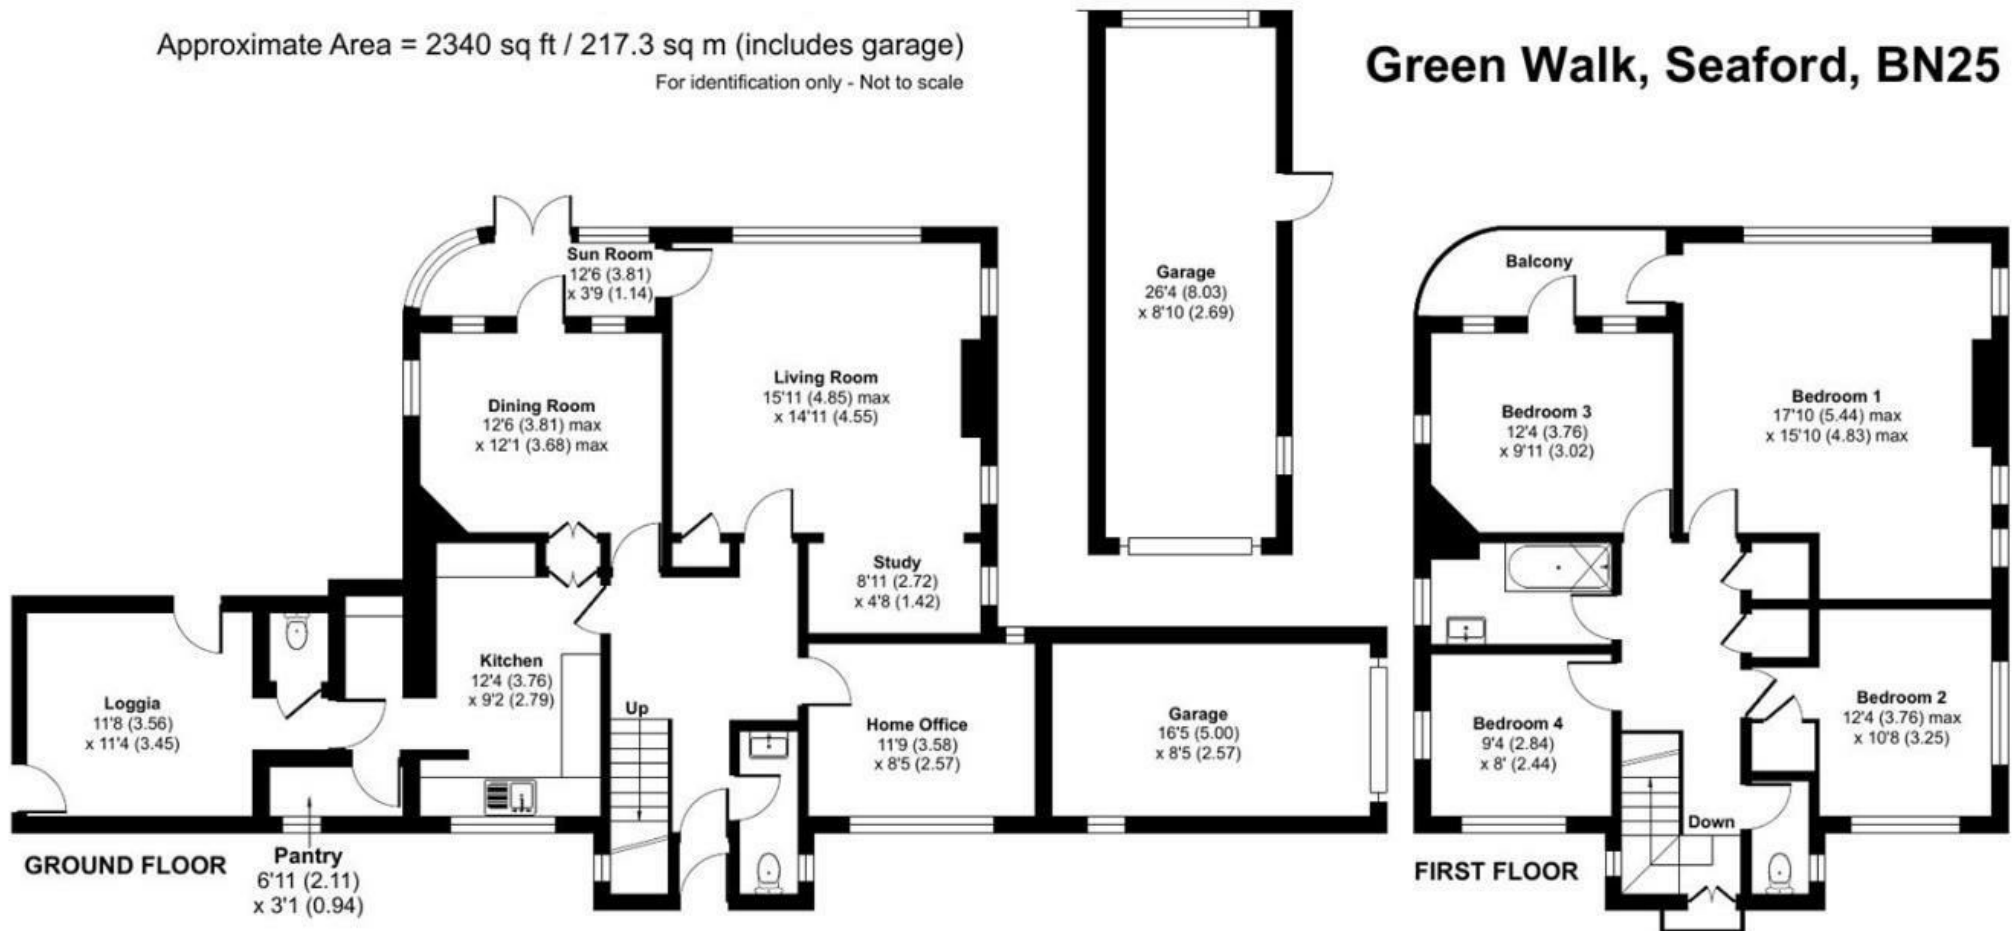 Approximate Area = 2340 sq ft / 217.3 sq m (includes garage)
For identification only - Not to scale
Green Walk, Seaford, BN25
Garage
26'4 (8.03)
x 8'10 (2.69)
Sun Room
12'6 (3.81)
x 3'9 (1.14)
Living Room
15'11 (4.85) max
x 14'11 (4.55)
Dining Room
12'6 (3.81) max
x 12'1 (3.68) max
Study
8'11 (2.72)
x 4'8 (1.42)
Kitchen
12'4 (3.76)
x 9'2 (2.79)
Loggia
11'8 (3.56)
x 11'4 (3.45)
Up
Home Office
11'9 (3.58)
x 8'5 (2.57)
Garage
16'5 (5.00)
x 8'5 (2.57)
GROUND FLOOR
Pantry
6'11 (2.11)
x 3'1 (0.94)
Balcony
Bedroom 1
17'10 (5.44) max
x 15'10 (4.83) max
Bedroom 3
12'4 (3.76)
x 9'11 (3.02)
Bedroom 2
12'4 (3.76) max
x 10'8 (3.25)
Bedroom 4
9'4 (2.84)
x 8' (2.44)
Down
FIRST FLOOR